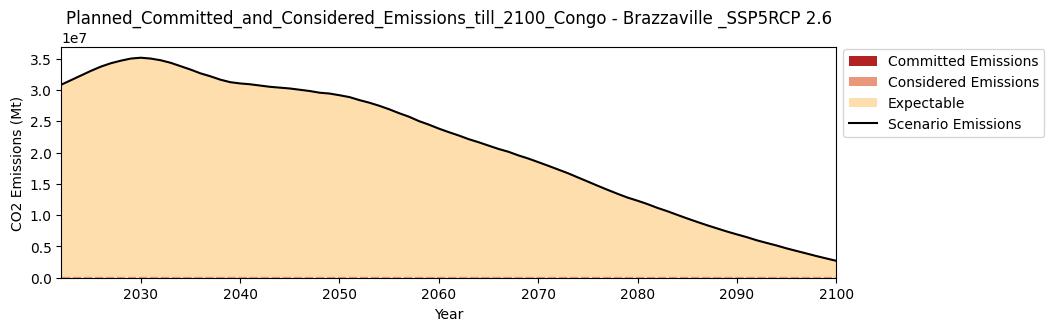 Planned_Committed_and_Considered_Emissions_till_2100_Congo - Brazzaville _SSP5RCP 2.6
1e7
3.5
3.0
2.5
2.0
1.5
1.0
0.5
0.0
CO2 Emissions (Mt)
2030 2040 2050 2060 2070 2080 2090 2100
Year
Committed Emissions
Considered Emissions
Expectable
Scenario Emissions